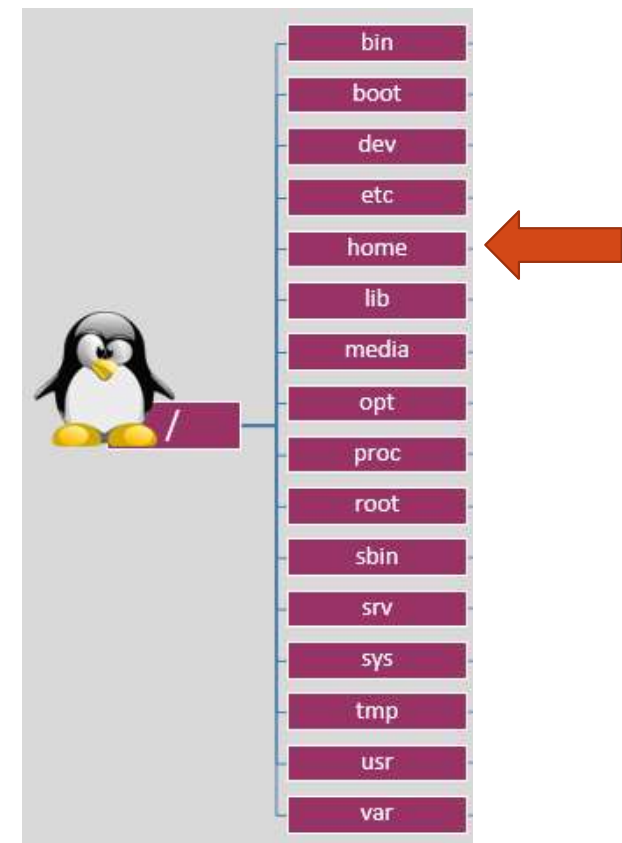 bin
boot
dev
etc
home
lib
media
/
opt
proc
root
sbin
srv
sys
tmp
usr
var